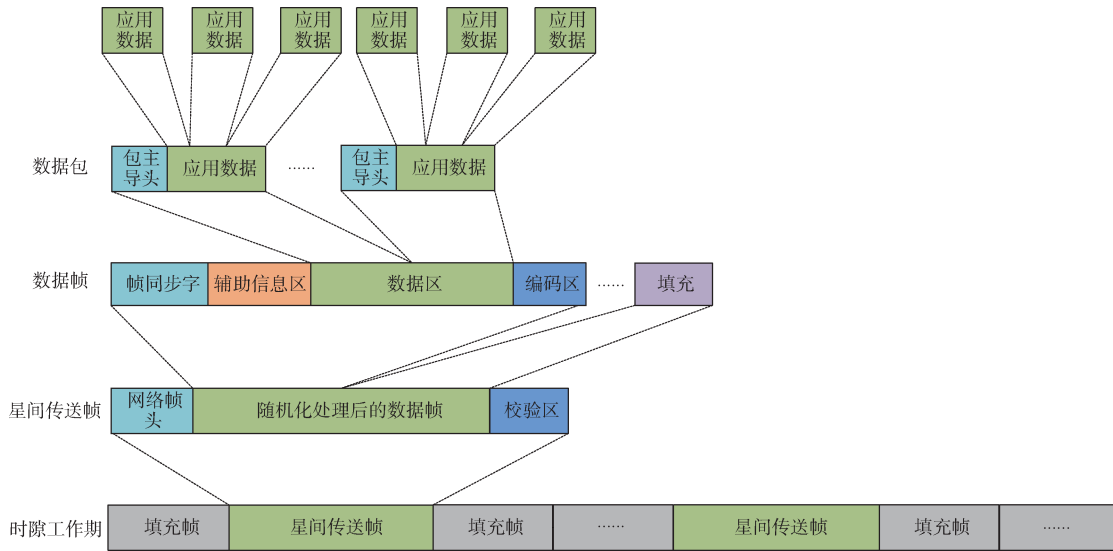 应用 应用 应用 应用 应用 应用
数据 数据 数据 数据 数据 数据
数据包
包主
导头
应用数据
……
包主
导头
应用数据
数据帧
帧同步字
辅助信息区
数据区
编码区
……
填充
星间传送帧
网络帧
头
随机化处理后的数据帧
校验区
时隙工作期
填充帧
星间传送帧
填充帧
……
星间传送帧
填充帧
……